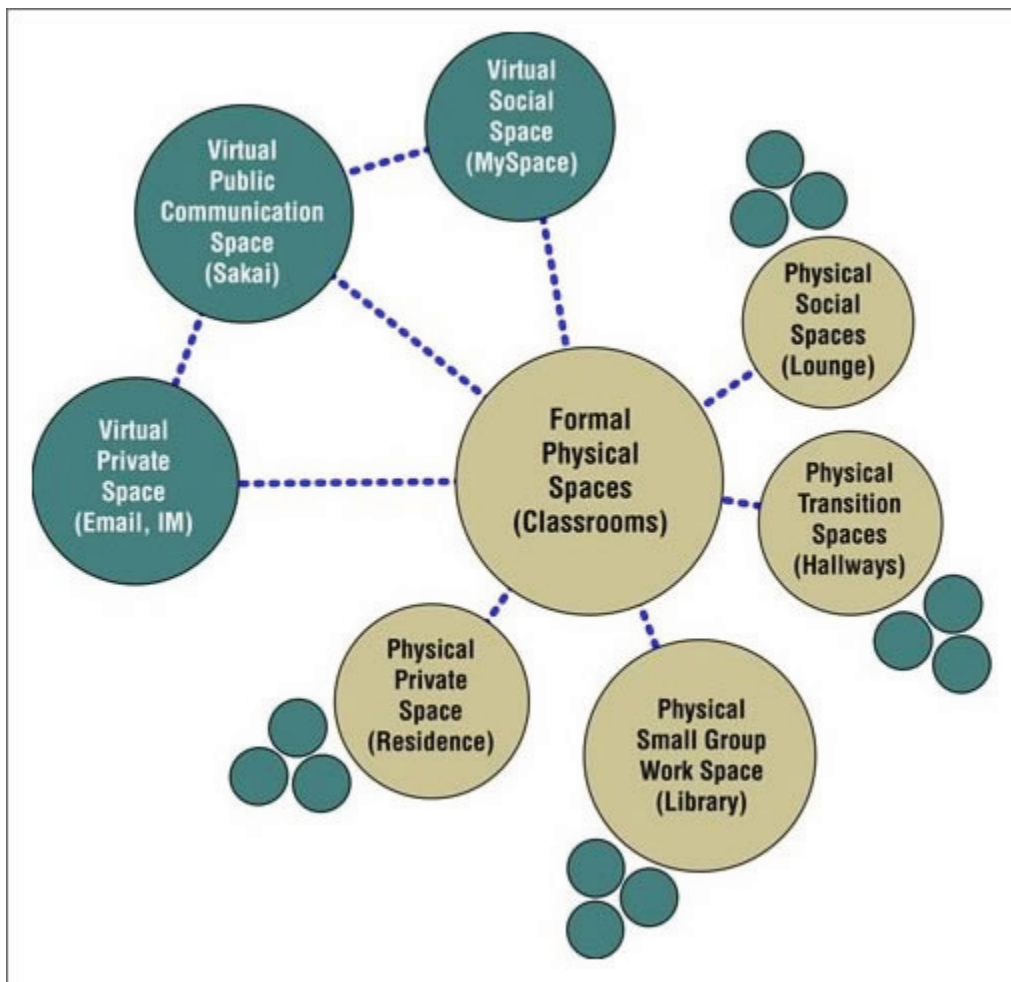 Virtual
Social
Space
(MySpace)
Virtual
Public
Communication
Space
(Sakai)
Physical
Social
Spaces
(Lounge)
Virtual
Private
Space
(Email, IM)
Formal
Physical
Spaces
(Classrooms)
Physical
Transition
Spaces
(Hallways)
Physical
Private
Space
(Residence)
Physical
Small Group
Work Space
(Library)